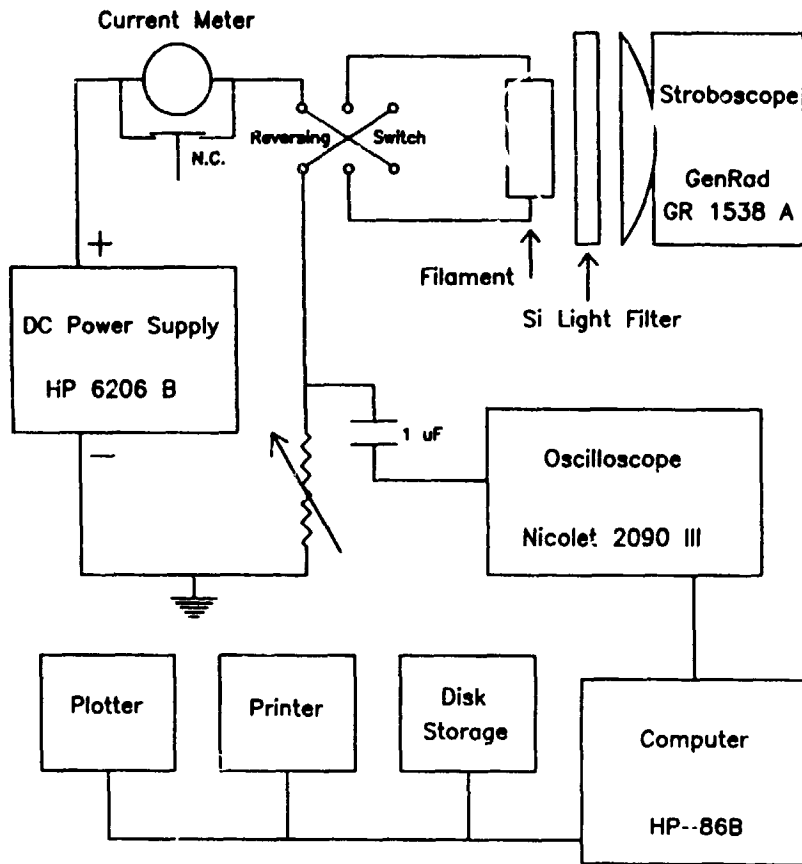 Current Meter
N.C.
Reversing Switch
Stroboscope
GenRad
GR 1538 A
Filament
Si Light Filter
+
DC Power Supply
HP 6206 B
−
1 uF
Oscilloscope
Nicolet 2090 III
Plotter
Printer
Disk
Storage
Computer
HP--86B